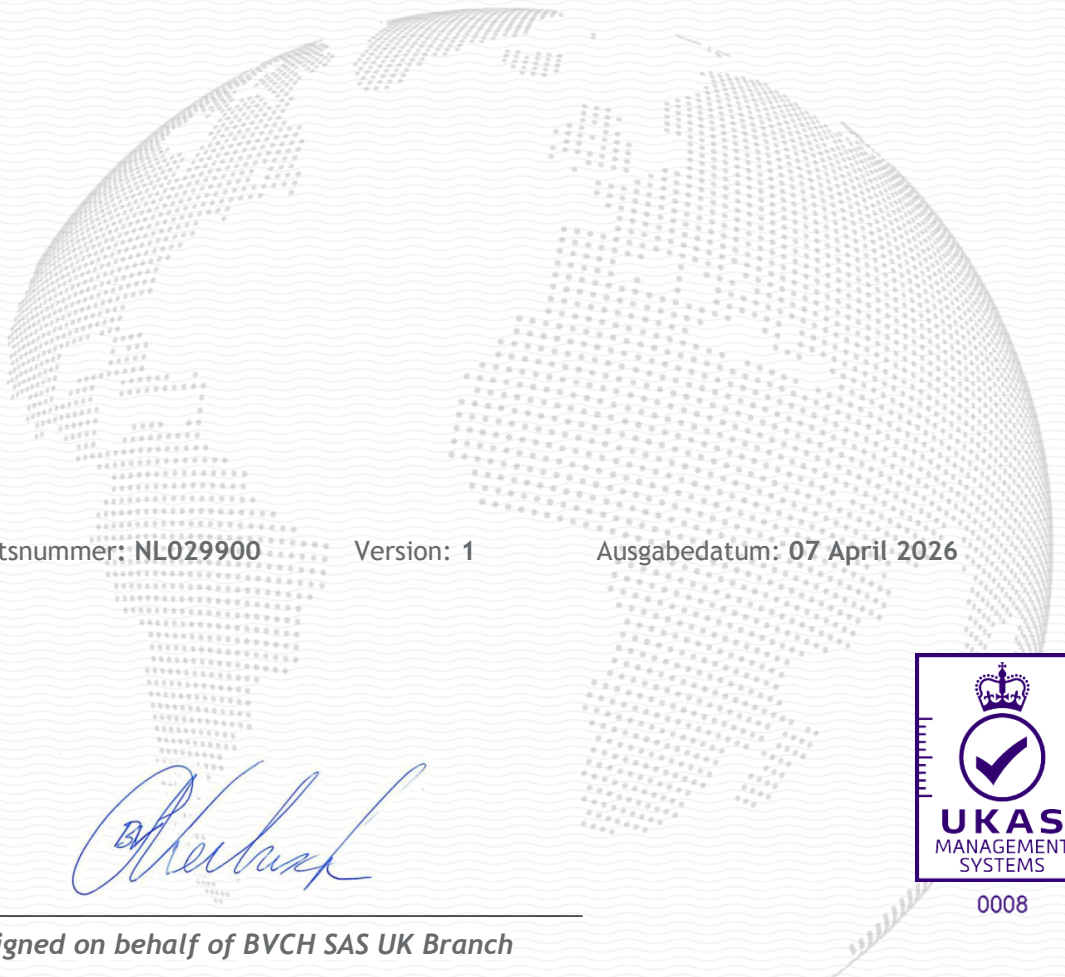 tsnummer: NL029900 Version: 1 Ausgabedatum: 07 April 2026
UKAS
MANAGEMENT
SYSTEMS
0008
igned on behalf of BVCH SAS UK Branch